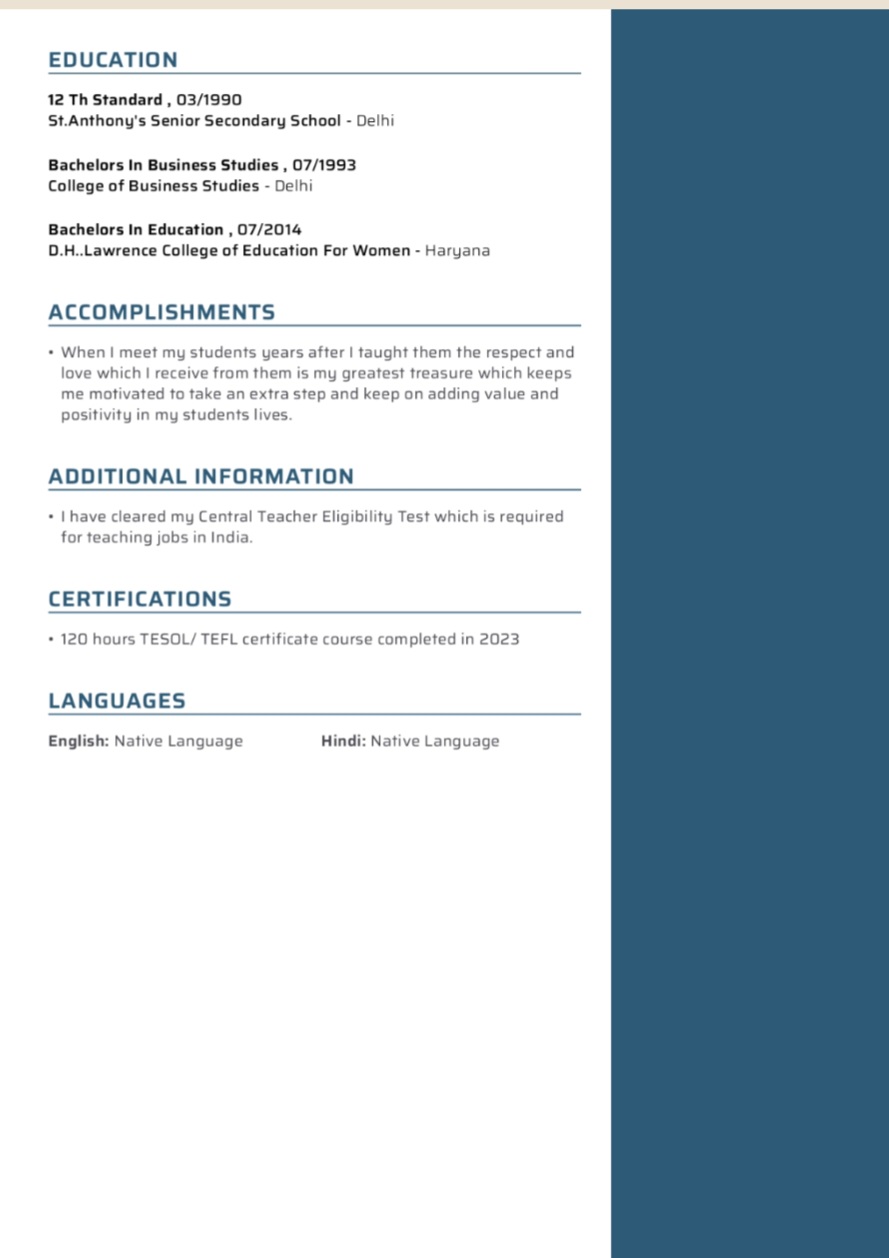 EDUCATION
12 Th Standard , 03/1990
St.Anthony's Senior Secondary School - Delhi
Bachelors In Business Studies , 07/1993
College of Business Studies - Delhi
Bachelors In Education , 07/2014
D.H..Lawrence College of Education For Women - Haryana
ACCOMPLISHMENTS
• When I meet my students years after I taught them the respect and
love which I receive from them is my greatest treasure which keeps
me motivated to take an extra step and keep on adding value and
positivity in my students lives.
ADDITIONAL INFORMATION
• I have cleared my Central Teacher Eligibility Test which is required
for teaching jobs in India.
CERTIFICATIONS
• 120 hours TESOL/ TEFL certificate course completed in 2023
LANGUAGES
English: Native Language Hindi: Native Language